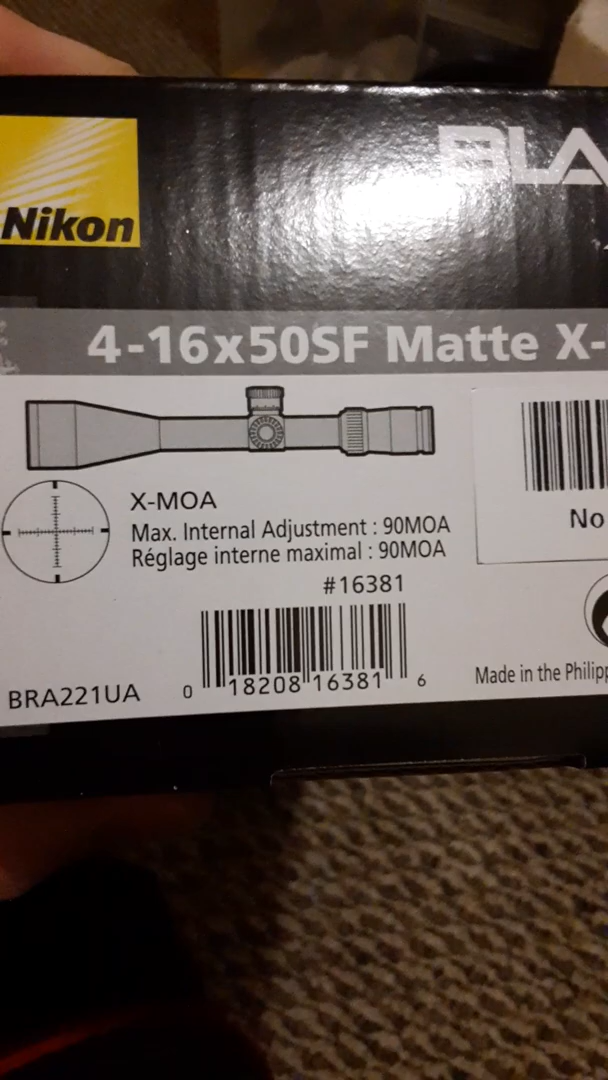 Nikon
BLA
4-16x50SF Matte X-
X-MOA
Max. Internal Adjustment : 90MOA
Réglage interne maximal : 90MOA
#16381
No
BRA221UA
0 18208 16381 6
Made in the Philipp